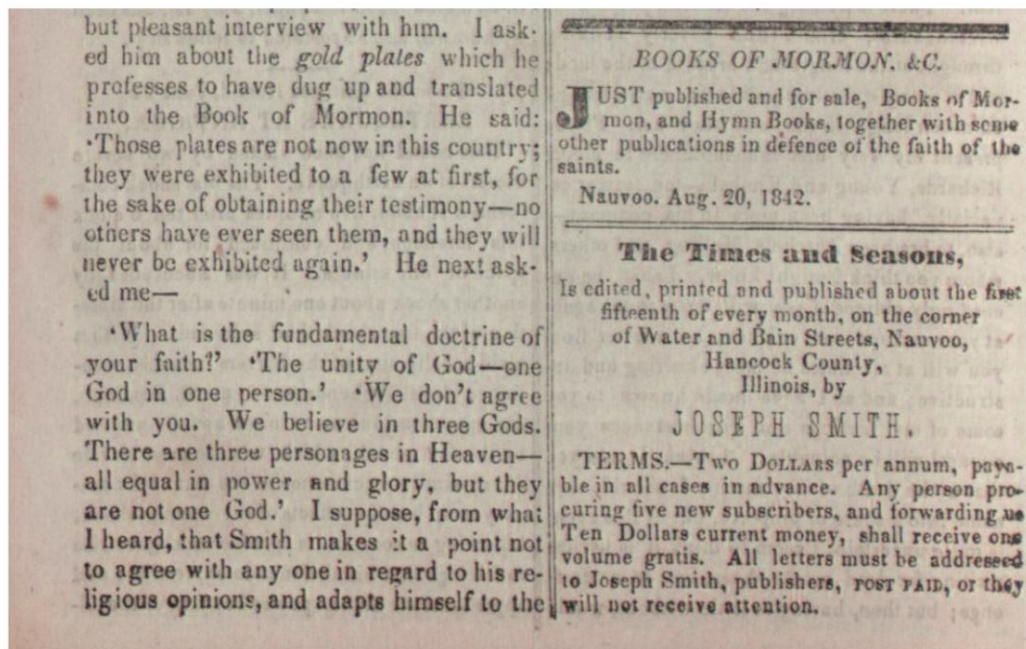 but pleasant interview with him. I ask-
ed him about the gold plates which he
professes to have dug up and translated
into the Book of Mormon. He said:
'Those plates are not now in this country;
they were exhibited to a few at first, for
the sake of obtaining their testimony—no
others have ever seen them, and they will
never be exhibited again.' He next ask-
ed me—
'What is the fundamental doctrine of
your faith?' 'The unity of God—one
God in one person.' 'We don't agree
with you. We believe in three Gods.
There are three personages in Heaven—
all equal in power and glory, but they
are not one God.' I suppose, from what
I heard, that Smith makes it a point not
to agree with any one in regard to his re-
ligious opinions, and adapts himself to the
BOOKS OF MORMON. &C.
JUST published and for sale, Books of Mor-
mon, and Hymn Books, together with some
other publications in defence of the faith of the
saints.
Nauvoo. Aug. 20, 1842.
The Times and Seasons,
Is edited, printed and published about the first
fifteenth of every month, on the corner
of Water and Bain Streets, Nauvoo,
Hancock County,
Illinois, by
JOSEPH SMITH.
TERMS.—TWO DOLLARS per annum, paya-
ble in all cases in advance. Any person pro-
curing five new subscribers, and forwarding us
Ten Dollars current money, shall receive one
volume gratis. All letters must be addressed
to Joseph Smith, publishers, POST PAID, or they
will not receive attention.